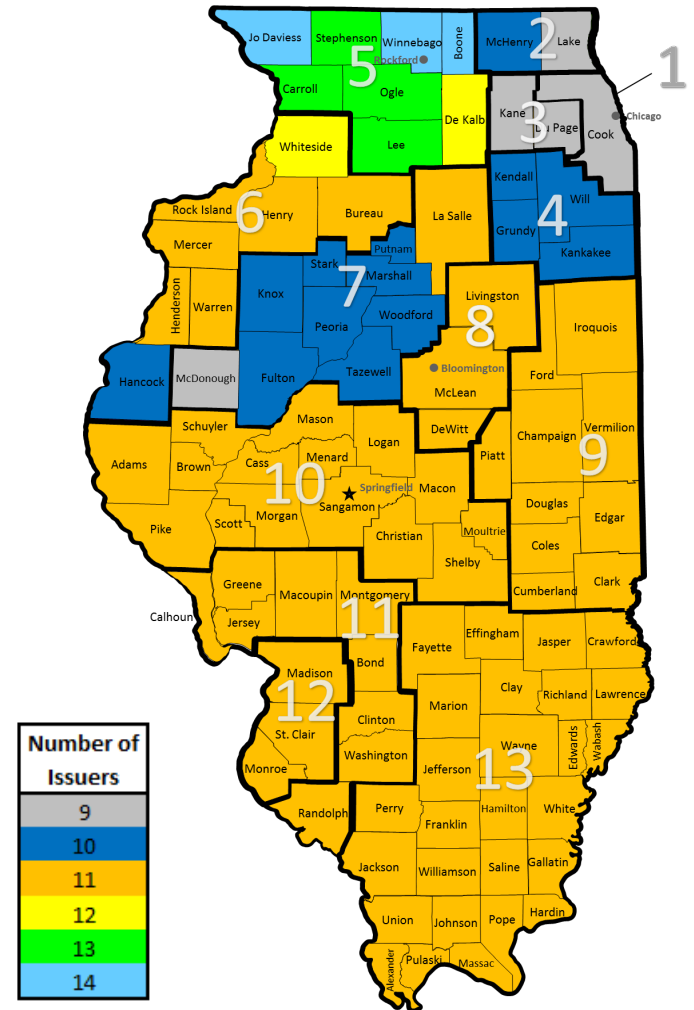 Jo Daviess
Stephenson
Winnebago
Boone
McHenry
2
Lake
5
Rockford
1
Carroll
Ogle
De Kalb
Kane
3
Du Page
Cook
Chicago
Whiteside
Lee
Kendall
Will
Rock Island
6
Henry
Bureau
La Salle
4
Grundy
Mercer
Putnam
Kankakee
Stark
7
Marshall
Henderson
Warren
Knox
Livingston
Peoria
Woodford
8
Iroquois
Hancock
McDonough
Fulton
Tazewell
Bloomington
McLean
Ford
Schuyler
Mason
Logan
DeWitt
Champaign
Vermilion
9
Adams
Brown
Cass
Menard
Piatt
10
Springfield
Macon
Sangamon
Douglas
Pike
Scott
Morgan
Christian
Moultrie
Edgar
Coles
Shelby
Greene
Macoupin
Montgomery
Cumberland
Clark
Calhoun
Jersey
11
Fayette
Effingham
Jasper
Crawford
Madison
Bond
12
Clay
Richland
Lawrence
Marion
St. Clair
Clinton
Wayne
Edwards
Wabash
Washington
Monroe
Jefferson
13
Randolph
Perry
Hamilton
White
Franklin
Jackson
Williamson
Saline
Gallatin
Union
Johnson
Pope
Hardin
Alexander
Pulaski
Massac
Number of
Issuers
9
10
11
12
13
14